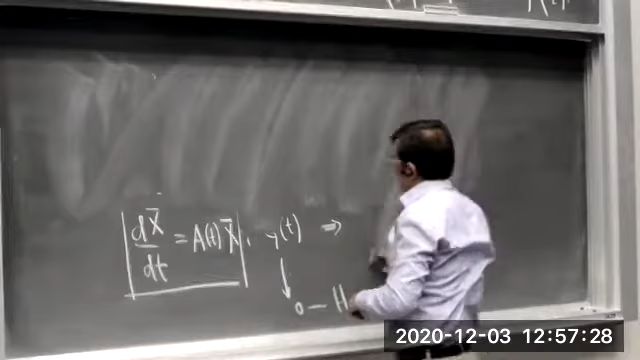 dX̄/dt = A(t) X̄ . y(t) ⇒
↓
o – H
2020-12-03 12:57:28